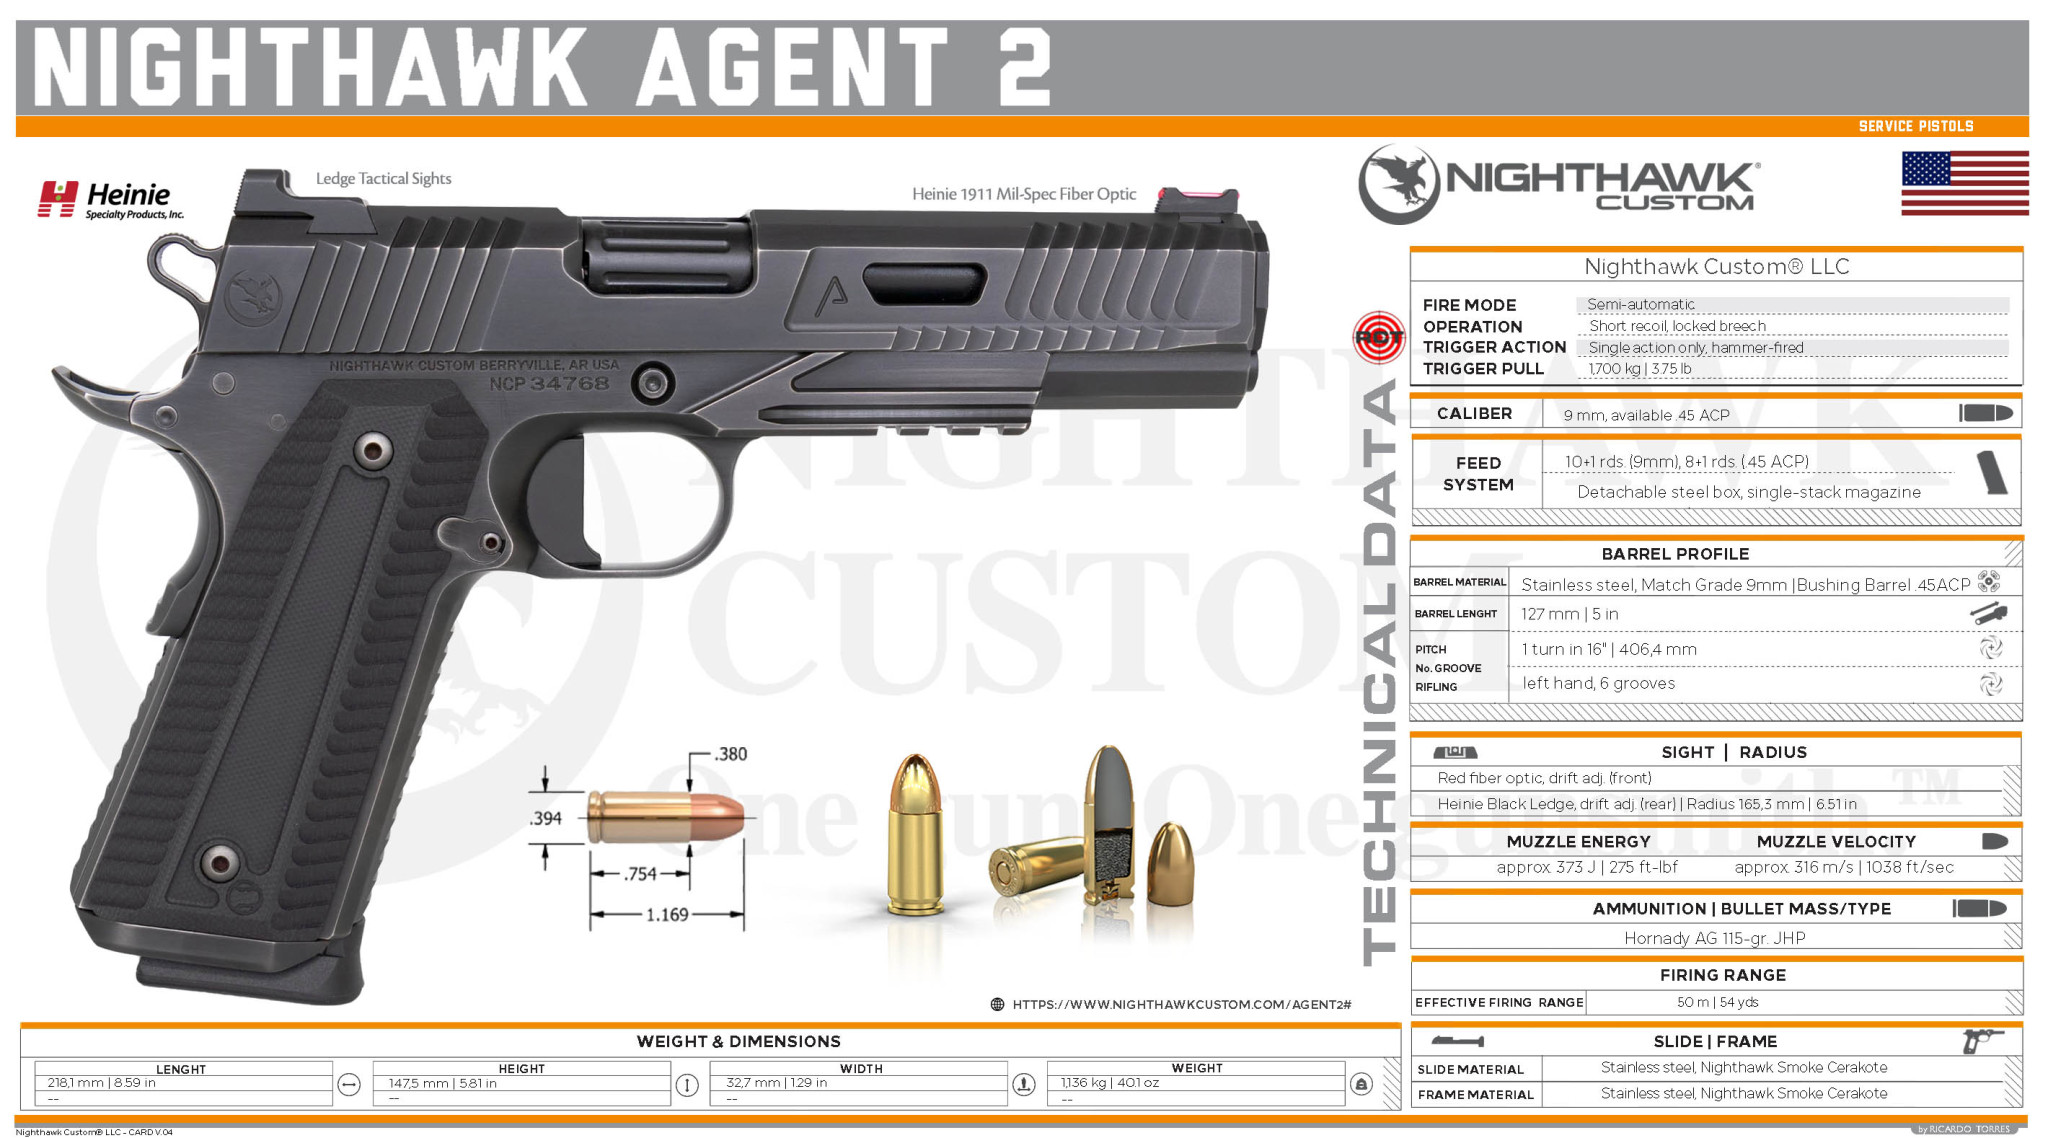 NIGHTHAWK AGENT 2
SERVICE PISTOLS
Heinie
Specialty Products, Inc.
Ledge Tactical Sights
Heinie 1911 Mil-Spec Fiber Optic
NIGHTHAWK®
CUSTOM
NIGHTHAWK CUSTOM BERRYVILLE, AR USA
NCP 34768
NIGHTHAWK
CUSTOM
One gun One gunsmith ™
.380
.394
.754
1.169
HTTPS://WWW.NIGHTHAWKCUSTOM.COM/AGENT2#
RDT
TECHNICAL DATA
Nighthawk Custom® LLC
FIRE MODE Semi-automatic
OPERATION Short recoil, locked breech
TRIGGER ACTION Single action only, hammer-fired
TRIGGER PULL 1,700 kg | 3.75 lb
CALIBER 9 mm, available .45 ACP
FEED SYSTEM
10+1 rds. (9mm), 8+1 rds. (.45 ACP)
Detachable steel box, single-stack magazine
BARREL PROFILE
BARREL MATERIAL Stainless steel, Match Grade 9mm |Bushing Barrel .45ACP
BARREL LENGHT 127 mm | 5 in
PITCH 1 turn in 16" | 406,4 mm
No. GROOVE
RIFLING left hand, 6 grooves
SIGHT | RADIUS
Red fiber optic, drift adj. (front)
Heinie Black Ledge, drift adj. (rear) | Radius 165,3 mm | 6.51 in
MUZZLE ENERGY MUZZLE VELOCITY
approx. 373 J | 275 ft-lbf approx. 316 m/s | 1038 ft/sec
AMMUNITION | BULLET MASS/TYPE
Hornady AG 115-gr. JHP
FIRING RANGE
EFFECTIVE FIRING RANGE 50 m | 54 yds
SLIDE | FRAME
SLIDE MATERIAL Stainless steel, Nighthawk Smoke Cerakote
FRAME MATERIAL Stainless steel, Nighthawk Smoke Cerakote
WEIGHT & DIMENSIONS
LENGHT HEIGHT WIDTH WEIGHT
218,1 mm | 8.59 in 147,5 mm | 5.81 in 32,7 mm | 1.29 in 1,136 kg | 40.1 oz
-- -- -- --
Nighthawk Custom® LLC - CARD V.04
by RICARDO TORRES